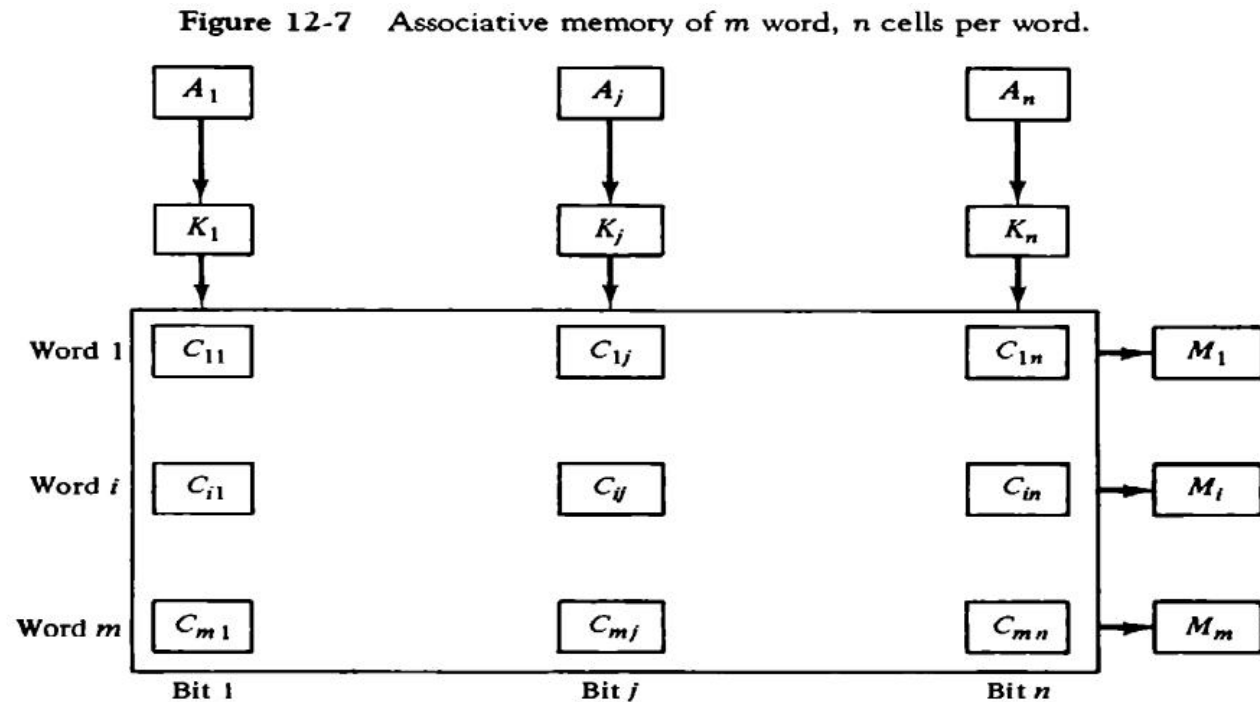 Figure 12-7 Associative memory of m word, n cells per word.
A₁ Aⱼ Aₙ
K₁ Kⱼ Kₙ
Word 1 C₁₁ C₁ⱼ C₁ₙ M₁
Word i Cᵢ₁ Cᵢⱼ Cᵢₙ Mᵢ
Word m Cₘ₁ Cₘⱼ Cₘₙ Mₘ
Bit 1 Bit j Bit n